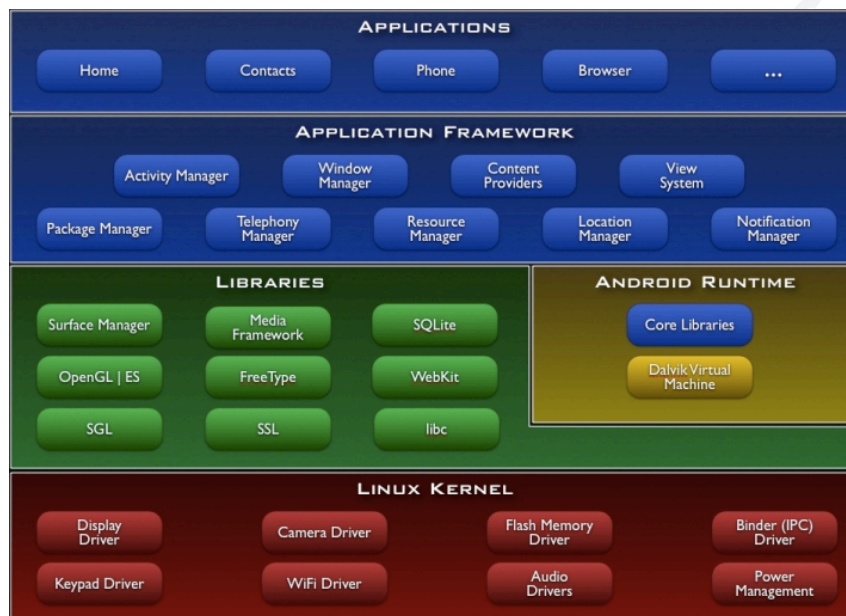 APPLICATIONS
Home Contacts Phone Browser ...
APPLICATION FRAMEWORK
Activity Manager
Window
Manager
Content
Providers
View
System
Package Manager
Telephony
Manager
Resource
Manager
Location
Manager
Notification
Manager
LIBRARIES
Surface Manager
Media
Framework
SQLite
OpenGL | ES
FreeType
WebKit
SGL
SSL
libc
ANDROID RUNTIME
Core Libraries
Dalvik Virtual
Machine
LINUX KERNEL
Display
Driver
Camera Driver
Flash Memory
Driver
Binder (IPC)
Driver
Keypad Driver
WiFi Driver
Audio
Drivers
Power
Management